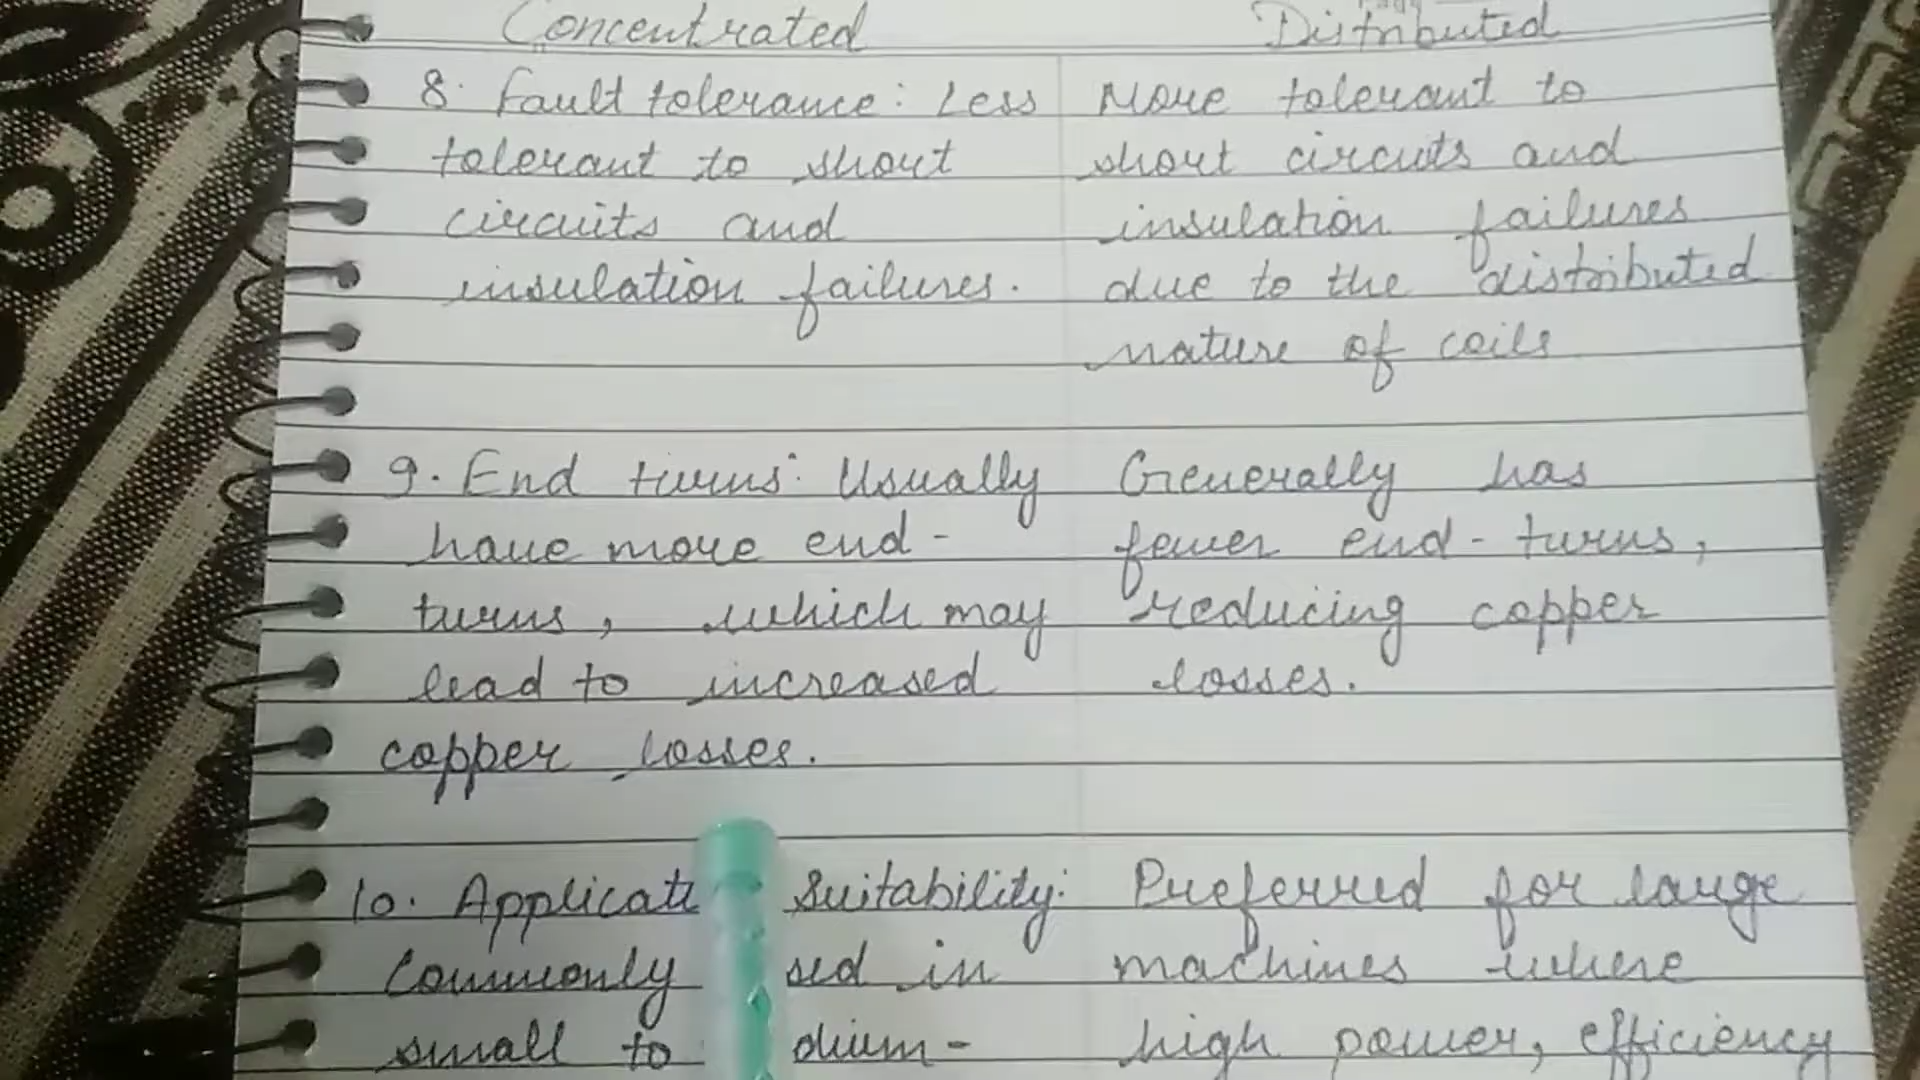 Concentrated
Distributed
8. Fault tolerance: Less
tolerant to short
circuits and
insulation failures.
More tolerant to
short circuits and
insulation failures
due to the distributed
nature of coils
9. End turns: Usually
have more end-
turns, which may
lead to increased
copper losses.
Generally has
fewer end-turns,
reducing copper
losses.
10. Suitability:
Commonly in
small to
Preferred for large
machines where
high power, efficiency